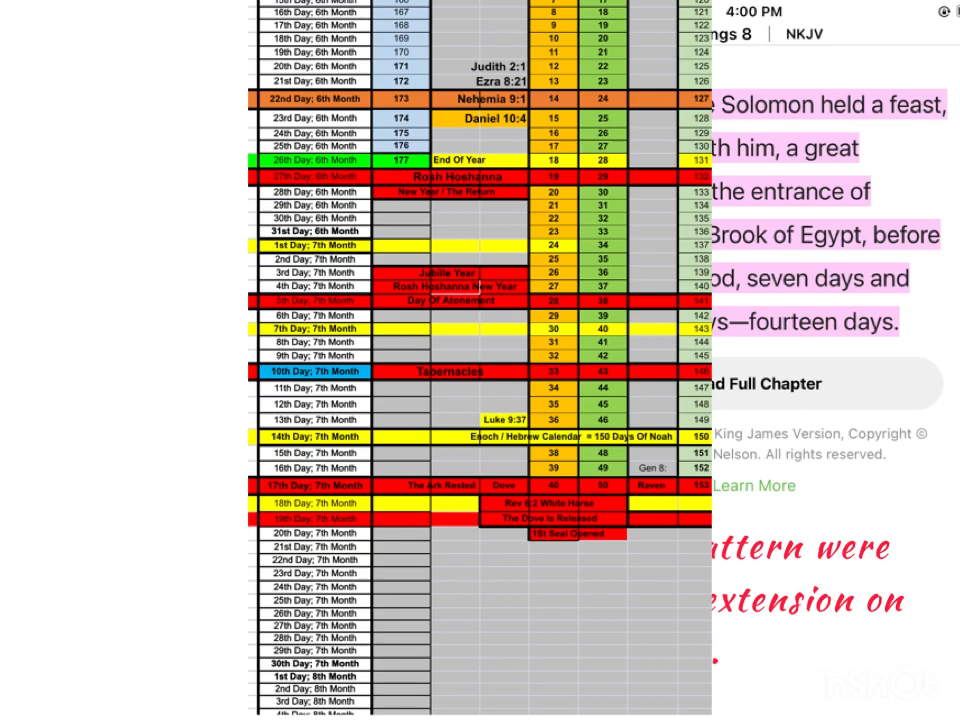 16th Day; 6th Month 167 8 18 121
17th Day; 6th Month 168 9 19 122
18th Day; 6th Month 169 10 20 123
19th Day; 6th Month 170 11 21 124
20th Day; 6th Month 171 Judith 2:1 12 22 125
21st Day; 6th Month 172 Ezra 8:21 13 23 126
22nd Day; 6th Month 173 Nehemia 9:1 14 24 127
23rd Day; 6th Month 174 Daniel 10:4 15 25 128
24th Day; 6th Month 175 16 26 129
25th Day; 6th Month 176 17 27 130
26th Day; 6th Month 177 End Of Year 18 28 131
27th Day; 6th Month Rosh Hoshanna 19 29 132
28th Day; 6th Month New Year / The Return 20 30 133
29th Day; 6th Month 21 31 134
30th Day; 6th Month 22 32 135
31st Day; 6th Month 23 33 136
1st Day; 7th Month 24 34 137
2nd Day; 7th Month 25 35 138
3rd Day; 7th Month Jubille Year 26 36 139
4th Day; 7th Month Rosh Hoshanna New Year 27 37 140
5th Day; 7th Month Day Of Atonement 28 38 141
6th Day; 7th Month 29 39 142
7th Day; 7th Month 30 40 143
8th Day; 7th Month 31 41 144
9th Day; 7th Month 32 42 145
10th Day; 7th Month Tabernacles 33 43 146
11th Day; 7th Month 34 44 147
12th Day; 7th Month 35 45 148
13th Day; 7th Month Luke 9:37 36 46 149
14th Day; 7th Month Enoch / Hebrew Calendar = 150 Days Of Noah 150
15th Day; 7th Month 38 48 151
16th Day; 7th Month 39 49 Gen 8: 152
17th Day; 7th Month The Ark Rested Dove 40 50 Raven 153
18th Day; 7th Month Rev 6:2 White Horse
19th Day; 7th Month The Dove is Released
20th Day; 7th Month 1St Seal Opened
21st Day; 7th Month
22nd Day; 7th Month
23rd Day; 7th Month
24th Day; 7th Month
25th Day; 7th Month
26th Day; 7th Month
27th Day; 7th Month
28th Day; 7th Month
29th Day; 7th Month
30th Day; 7th Month
1st Day; 8th Month
2nd Day; 8th Month
3rd Day; 8th Month
4:00 PM
ngs 8 | NKJV
Solomon held a feast,
th him, a great
the entrance of
Brook of Egypt, before
od, seven days and
ys—fourteen days.
d Full Chapter
King James Version, Copyright ©
Nelson. All rights reserved.
Learn More
attern were
extension on
InShOt